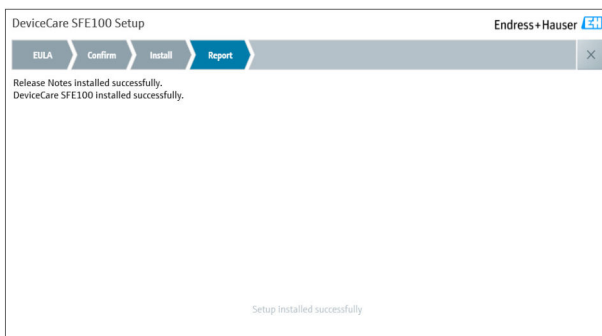 DeviceCare SFE100 Setup
Endress+Hauser EH
EULA
Confirm
Install
Report
Release Notes installed successfully.
DeviceCare SFE100 installed successfully.
Setup installed successfully